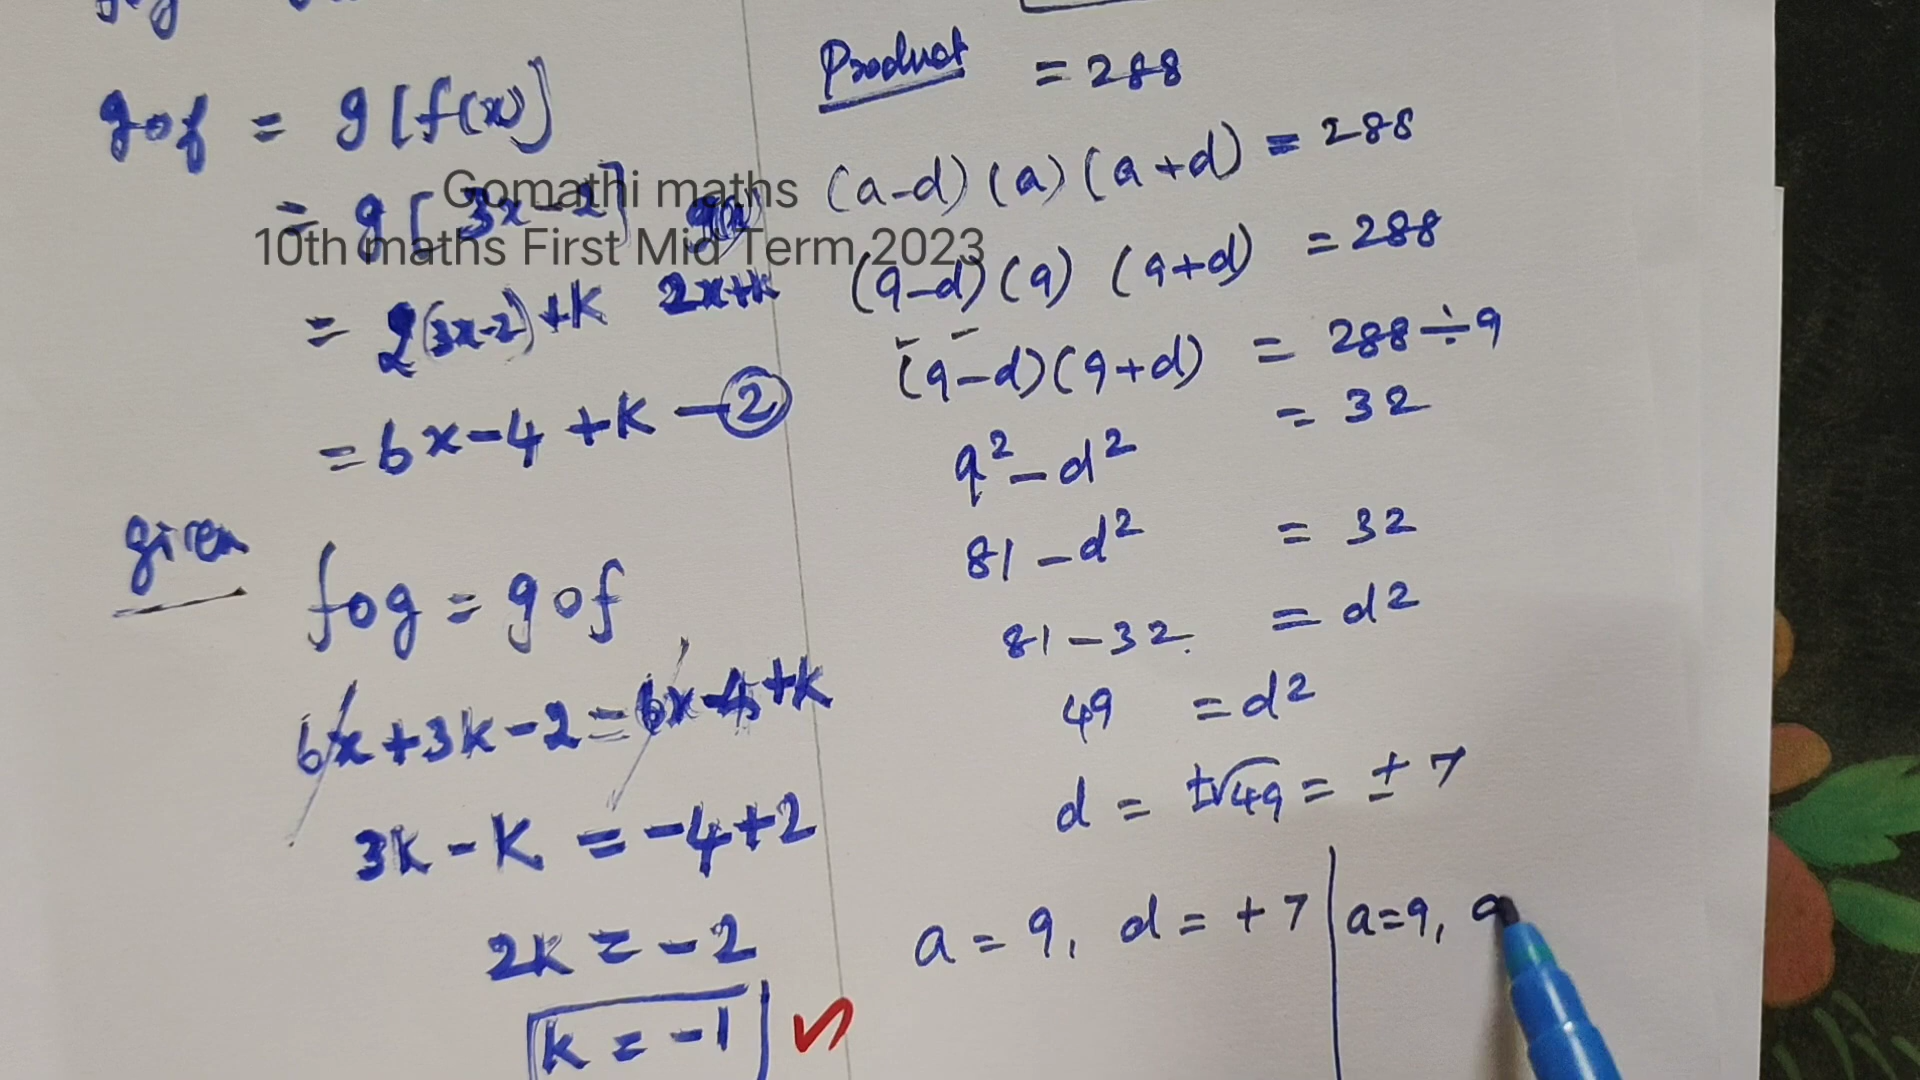 gof = g[f(x)]
= g[3x-2] g(x)
= 2(3x-2)+k 2x+k
= 6x-4+k —②
given
fog = gof
6x+3k-2=6x-4+k
3k-k = -4+2
2k = -2
k = -1
Product = 288
(a-d)(a)(a+d) = 288
(9-d)(9)(9+d) = 288
(9-d)(9+d) = 288÷9
= 32
9²-d²
81-d² = 32
81-32. = d²
49 = d²
d = ±√49 = ±7
a = 9, d = +7 | a=9,
Gomathi maths
10th maths First Mid Term 2023